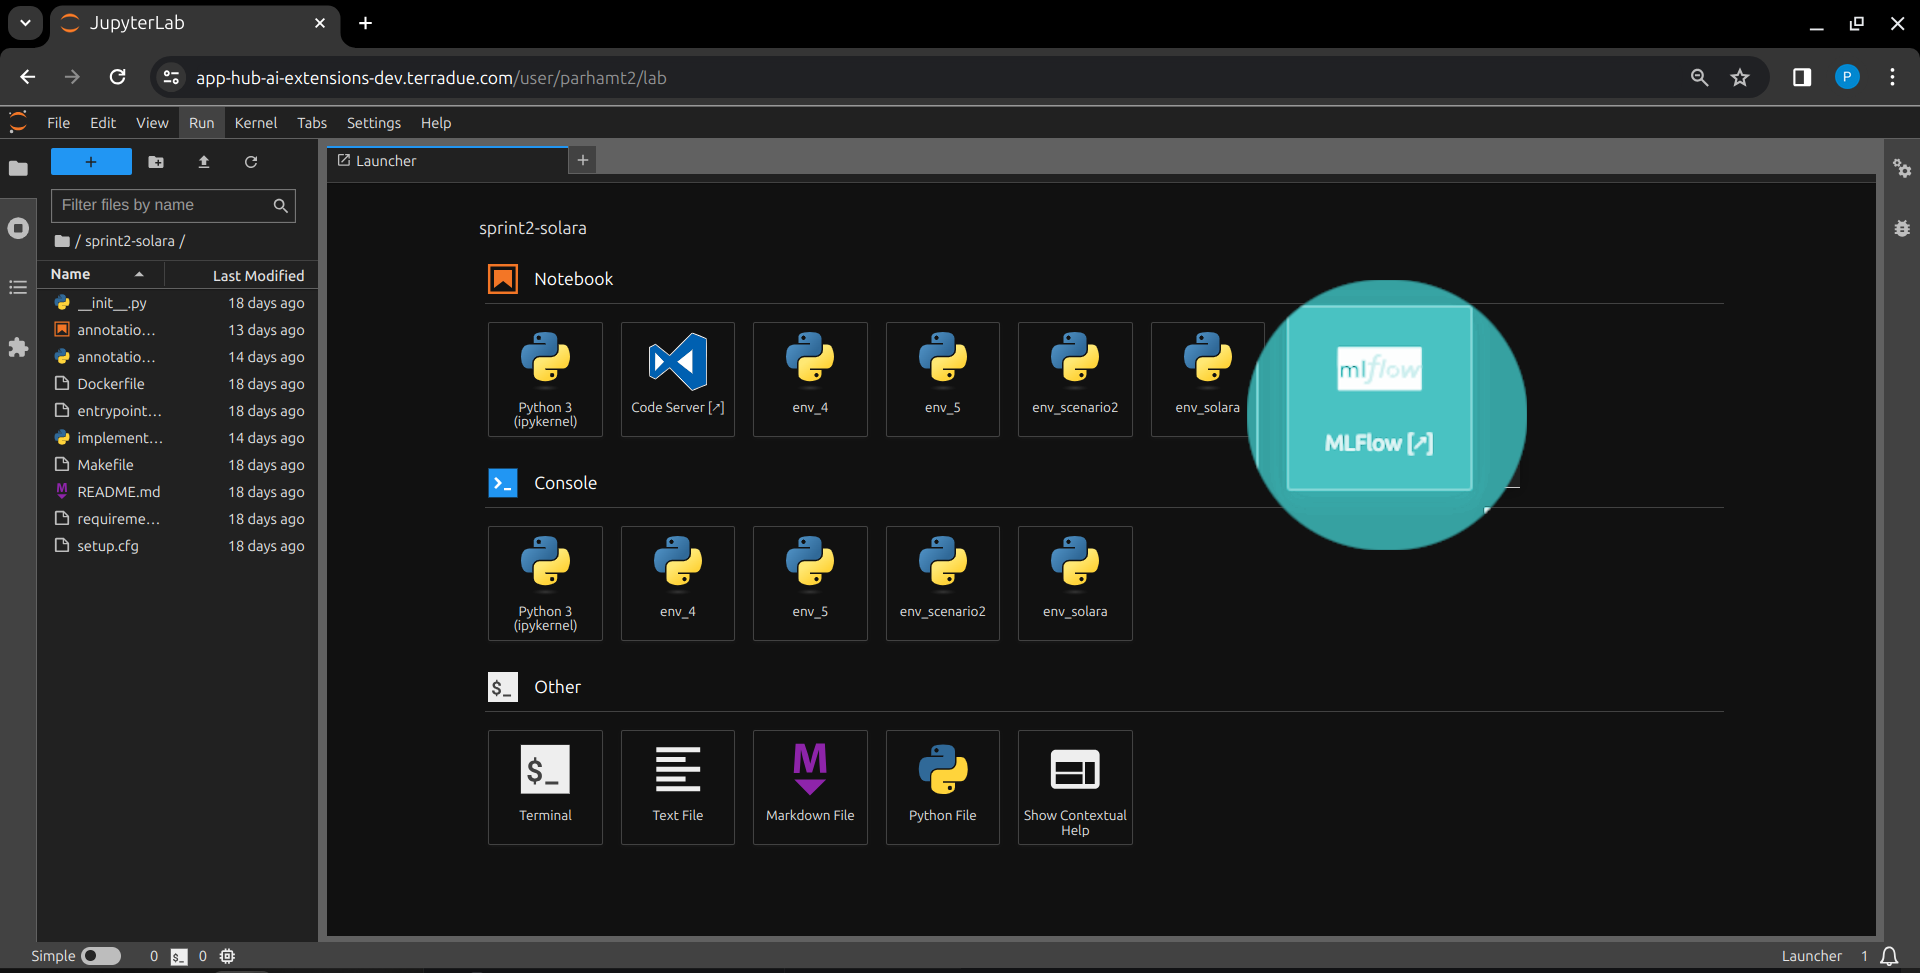 JupyterLab
app-hub-ai-extensions-dev.terradue.com/user/parhamt2/lab
P
File Edit View Run Kernel Tabs Settings Help
Launcher
Filter files by name
/ sprint2-solara /
Name Last Modified
__init__.py 18 days ago
annotatio… 13 days ago
annotatio… 14 days ago
Dockerfile 18 days ago
entrypoint… 18 days ago
implement… 14 days ago
Makefile 18 days ago
README.md 18 days ago
requireme… 18 days ago
setup.cfg 18 days ago
sprint2-solara
Notebook
Python 3
(ipykernel)
Code Server [↗]
env_4
env_5
env_scenario2
env_solara
mlflow
MLFlow [↗]
Console
Python 3
(ipykernel)
env_4
env_5
env_scenario2
env_solara
$_ Other
$_
Terminal
Text File
M
Markdown File
Python File
Show Contextual
Help
Simple 0 $_ 0
Launcher 1